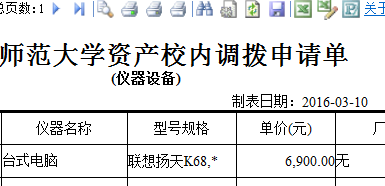 总页数:1 关于
师范大学资产校内调拨申请单
(仪器设备)
制表日期：2016-03-10
仪器名称 型号规格 单价(元) 厂
台式电脑 联想扬天K68,* 6,900.00 无